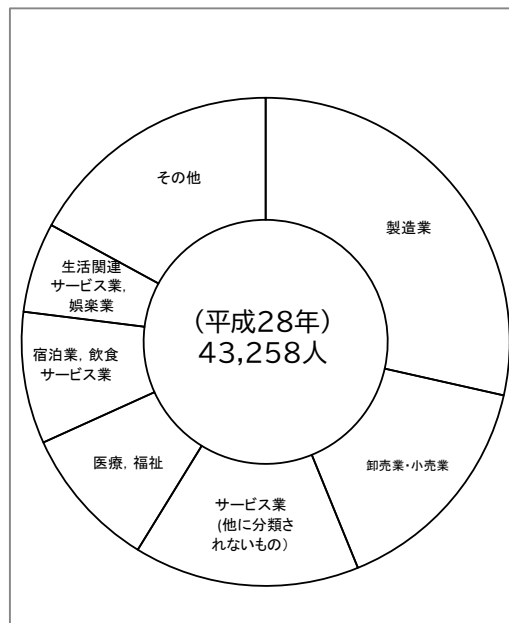 その他
製造業
生活関連
サービス業,
娯楽業
(平成28年)
43,258人
宿泊業, 飲食
サービス業
卸売業・小売業
医療, 福祉
サービス業
(他に分類さ
れないもの)